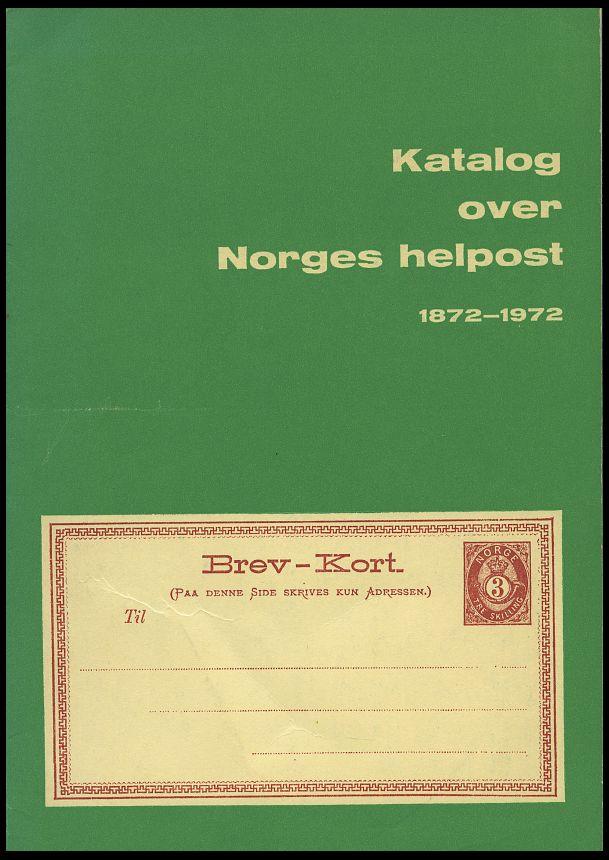 Katalog
over
Norges helpost
1872–1972
Brev-Kort.
(PAA DENNE SIDE SKRIVES KUN ADRESSEN.)
Til
NORGE
3
TRE SKILLING